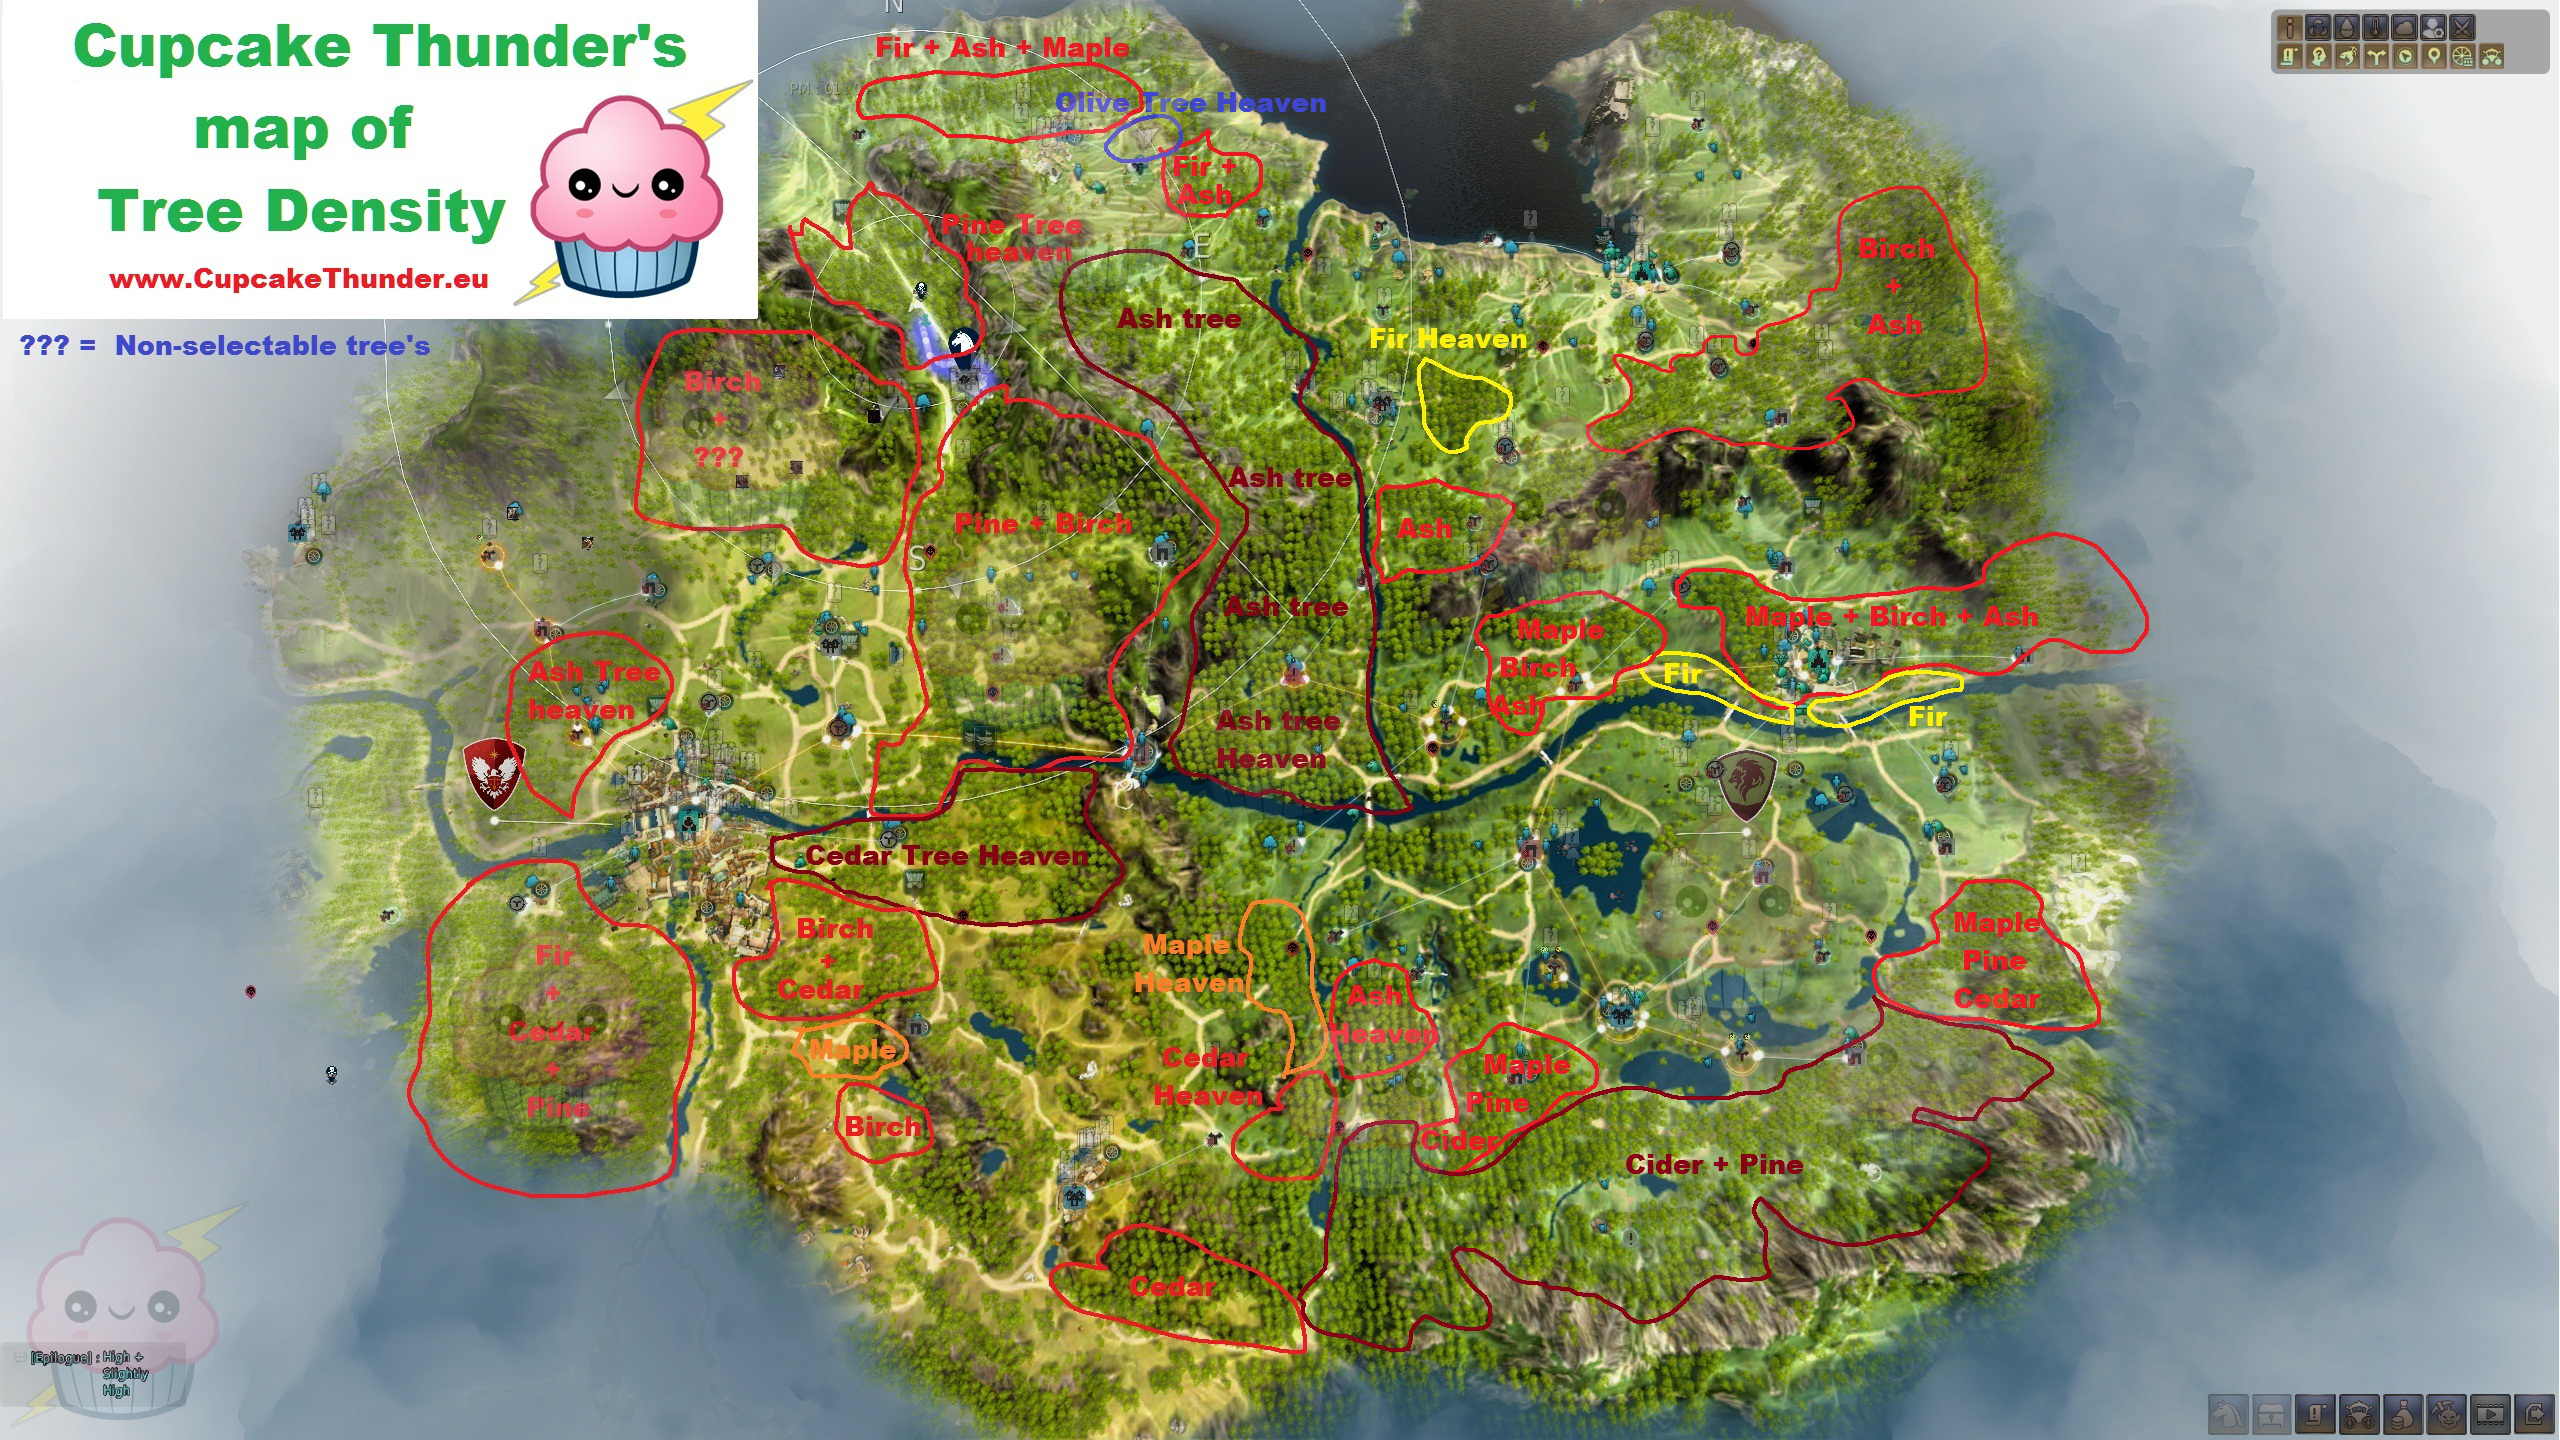 Cupcake Thunder's
map of
Tree Density
www.CupcakeThunder.eu
??? = Non-selectable tree's
N
Fir + Ash + Maple
Olive Tree Heaven
Fir +
Ash
Pine Tree
heaven
E
Ash tree
Birch
+
Ash
Fir Heaven
Birch
+
???
Ash tree
Pine + Birch
Ash
S
Ash tree
Maple
Birch
Ash
Maple + Birch + Ash
Fir
Fir
Ash Tree
heaven
Ash tree
Heaven
Cedar Tree Heaven
Birch
+
Cedar
Maple
Heaven
Maple
Pine
Cedar
Fir
+
Cedar
+
Pine
Ash
Heaven
Maple
Cedar
Heaven
Maple
Pine
Cider
Birch
Cider + Pine
Cedar
[Epilogue] : High +
Slightly
High